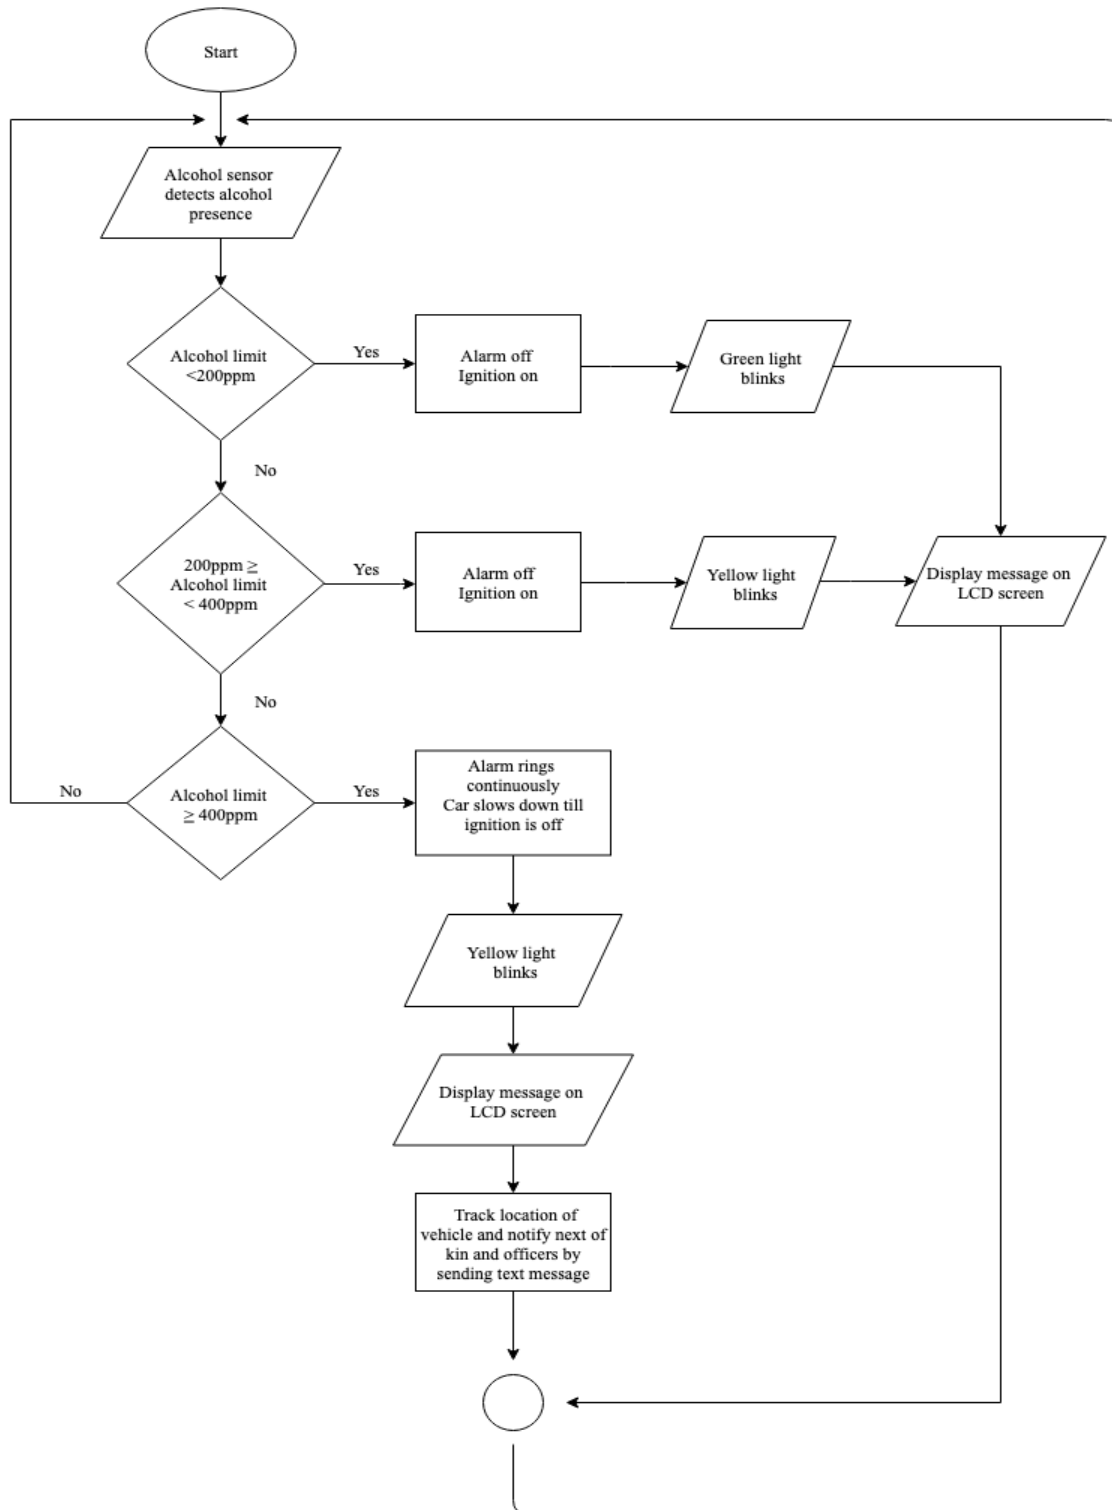 Start
Alcohol sensor
detects alcohol
presence
Alcohol limit
<200ppm
Yes
Alarm off
Ignition on
Green light
blinks
No
200ppm ≥
Alcohol limit
< 400ppm
Yes
Alarm off
Ignition on
Yellow light
blinks
Display message on
LCD screen
No
No
Alcohol limit
≥ 400ppm
Yes
Alarm rings
continuously
Car slows down till
ignition is off
Yellow light
blinks
Display message on
LCD screen
Track location of
vehicle and notify next of
kin and officers by
sending text message